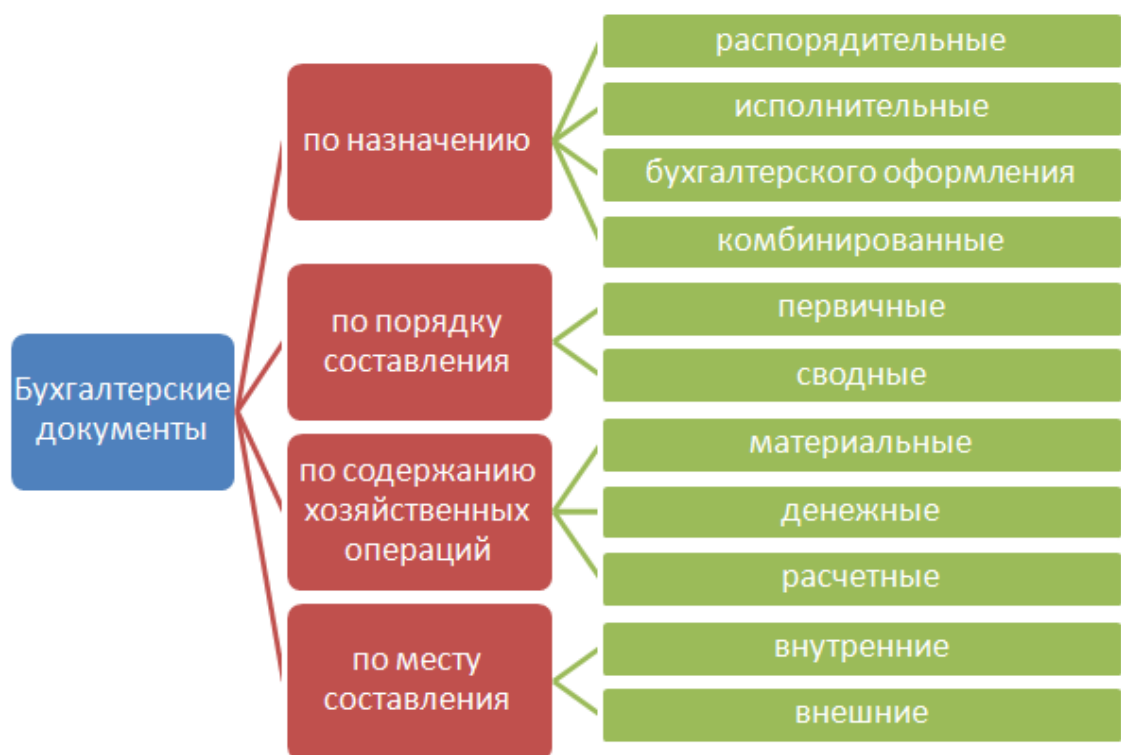 Бухгалтерские
документы
по назначению
распорядительные
исполнительные
бухгалтерского оформления
комбинированные
по порядку
составления
первичные
сводные
по содержанию
хозяйственных
операций
материальные
денежные
расчетные
по месту
составления
внутренние
внешние